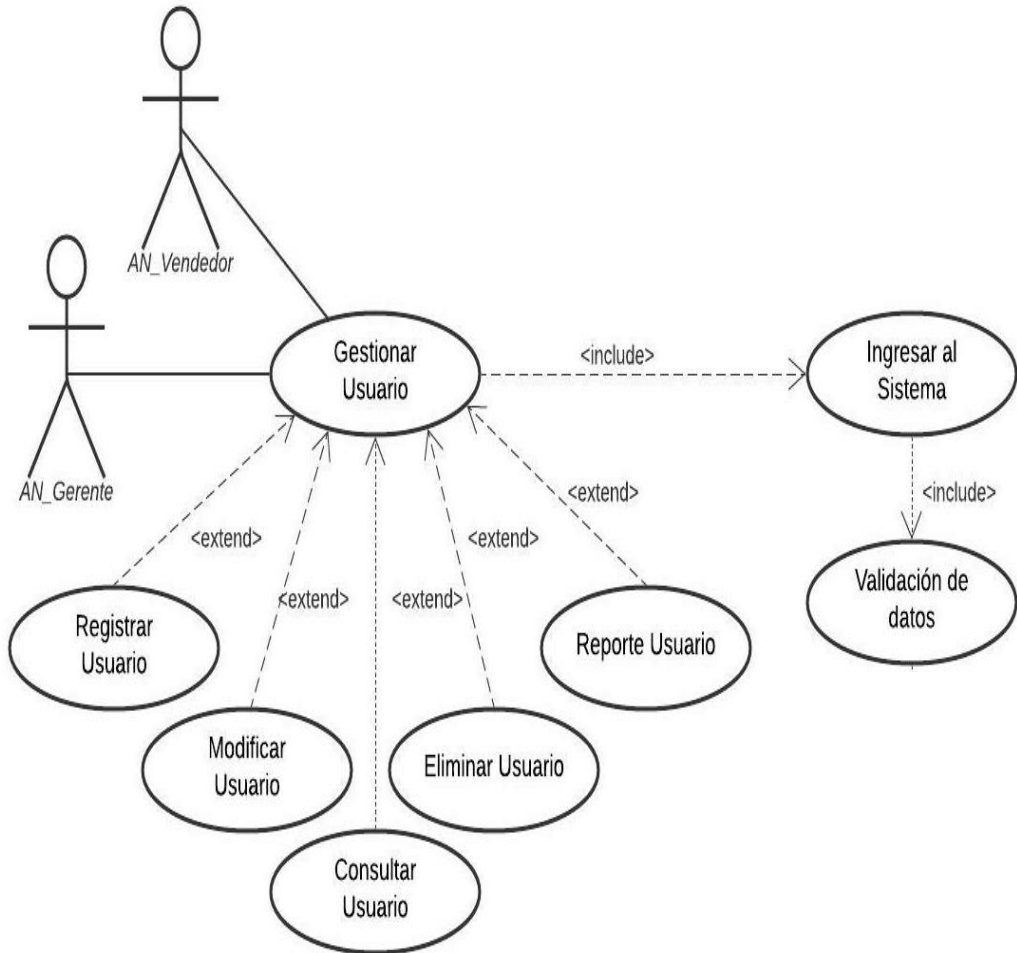 AN_Vendedor
Gestionar
Usuario
<include>
Ingresar al
Sistema
AN_Gerente
<extend>
<extend>
<extend>
<extend>
<extend>
<include>
Registrar
Usuario
Reporte Usuario
Validación de
datos
Modificar
Usuario
Eliminar Usuario
Consultar
Usuario